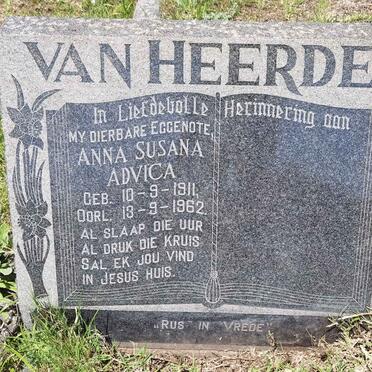 VAN HEERDE
In Liefdevolle Herinnering aan
MY DIERBARE EGGENOTE,
ANNA SUSANA
ADVICA
GEB. 10-9-1911,
OORL. 13-9-1962.
AL SLAAP DIE UUR
AL DRUK DIE KRUIS
SAL EK JOU VIND
IN JESUS HUIS.
„RUS IN VREDE"